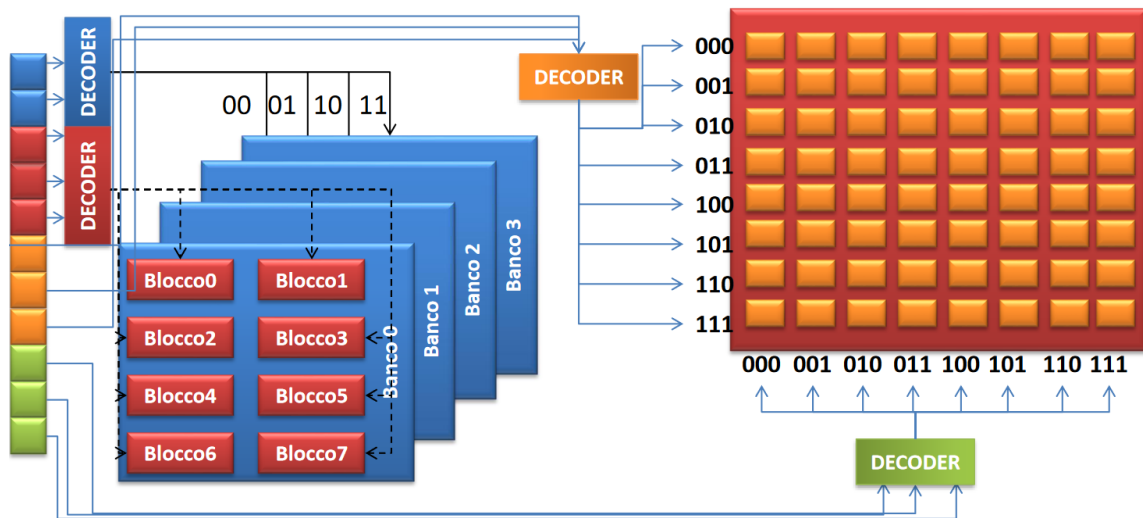 DECODER
DECODER
00 01 10 11
Banco 3
Banco 2
Banco 1
Banco 0
Blocco0 Blocco1
Blocco2 Blocco3
Blocco4 Blocco5
Blocco6 Blocco7
DECODER
000
001
010
011
100
101
110
111
000 001 010 011 100 101 110 111
DECODER